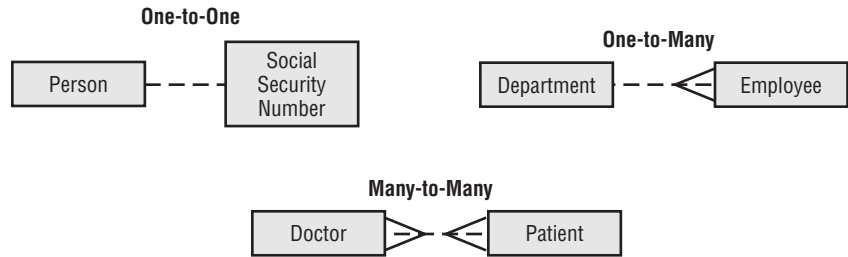 One-to-One
Person
Social
Security
Number
One-to-Many
Department
Employee
Many-to-Many
Doctor
Patient